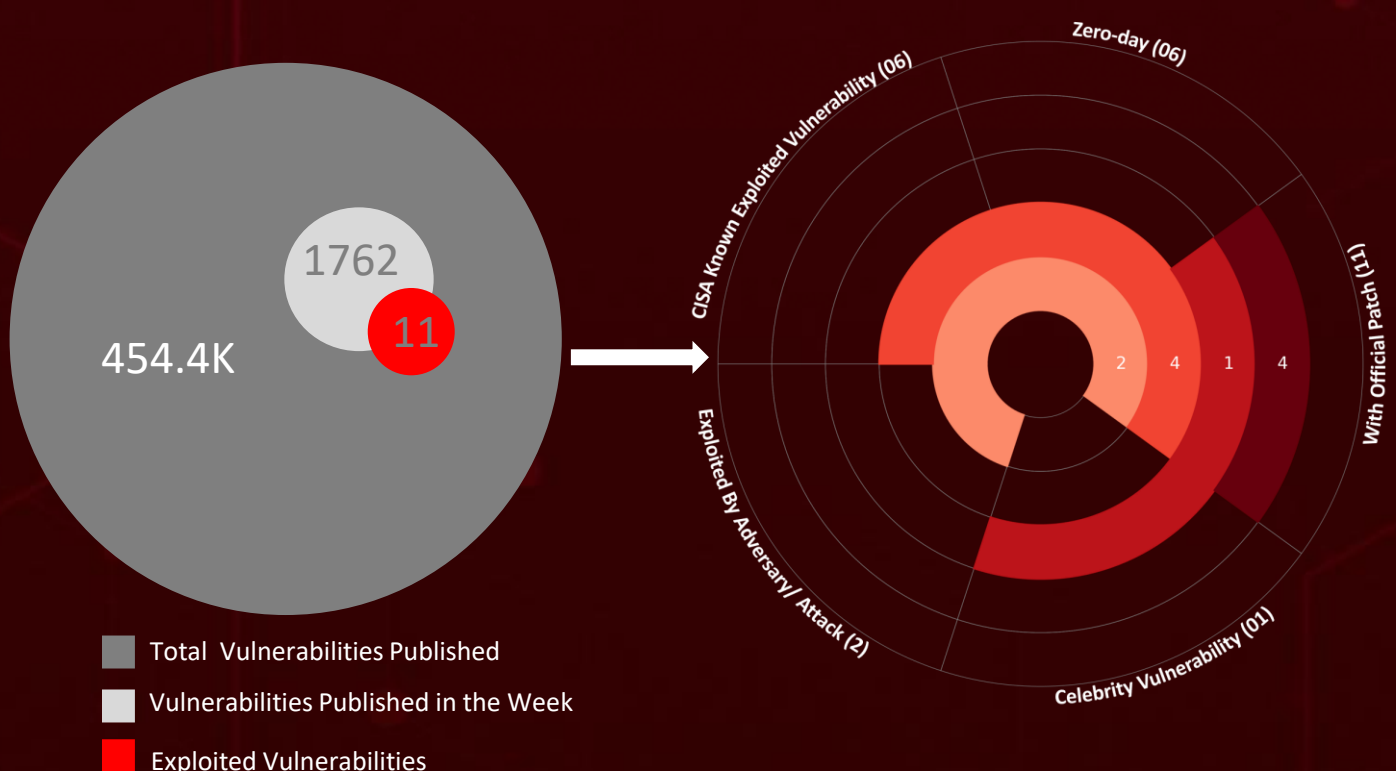 1762
11
454.4K
Total Vulnerabilities Published
Vulnerabilities Published in the Week
Exploited Vulnerabilities
Zero-day (06)
CISA Known Exploited Vulnerability (06)
With Official Patch (11)
2 4 1 4
Exploited By Adversary/ Attack (2)
Celebrity Vulnerability (01)